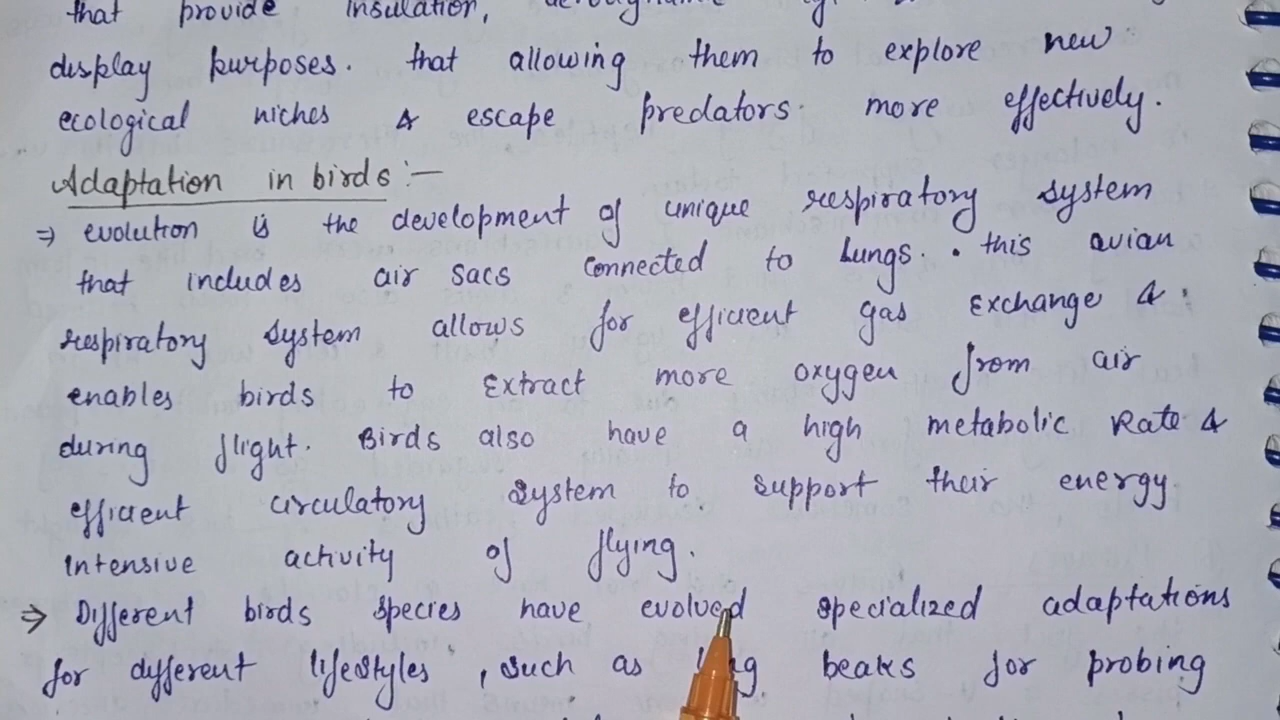 that provide insulation,
display purposes. that allowing them to explore new
ecological niches & escape predators more effectively.
Adaptation in birds :-
⇒ evolution is the development of unique respiratory system
that includes air sacs connected to lungs. . this avian
respiratory system allows for efficient gas exchange &
enables birds to extract more oxygen from air
during flight. Birds also have a high metabolic Rate &
efficient circulatory system to support their energy
intensive activity of flying.
⇒ Different birds species have evolved specialized adaptations
for different lifestyles , such as long beaks for probing